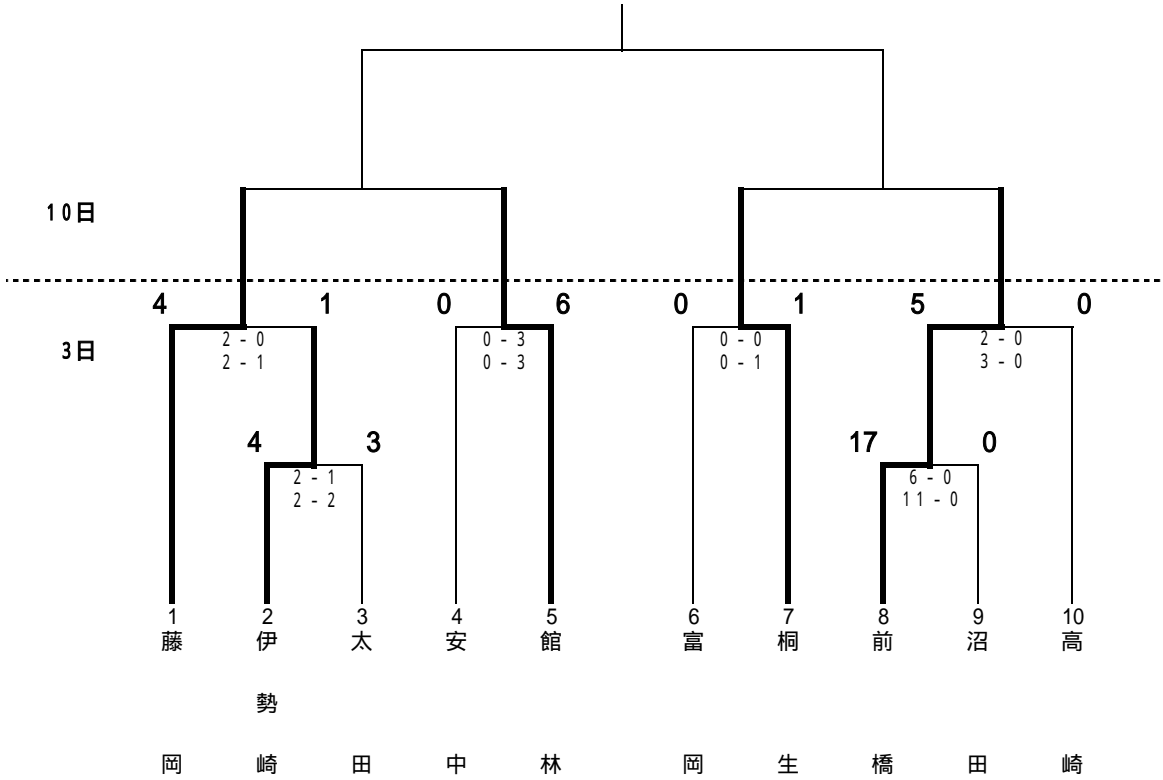 10日
4 1 0 6 0 1 5 0
3日
2 - 0 0 - 3 0 - 0 2 - 0
2 - 1 0 - 3 0 - 1 3 - 0
4 3 17 0
2 - 1 6 - 0
2 - 2 11 - 0
1 2 3 4 5 6 7 8 9 10
藤岡
伊勢崎
太田
安中
館林
富岡
桐生
前橋
沼田
高崎